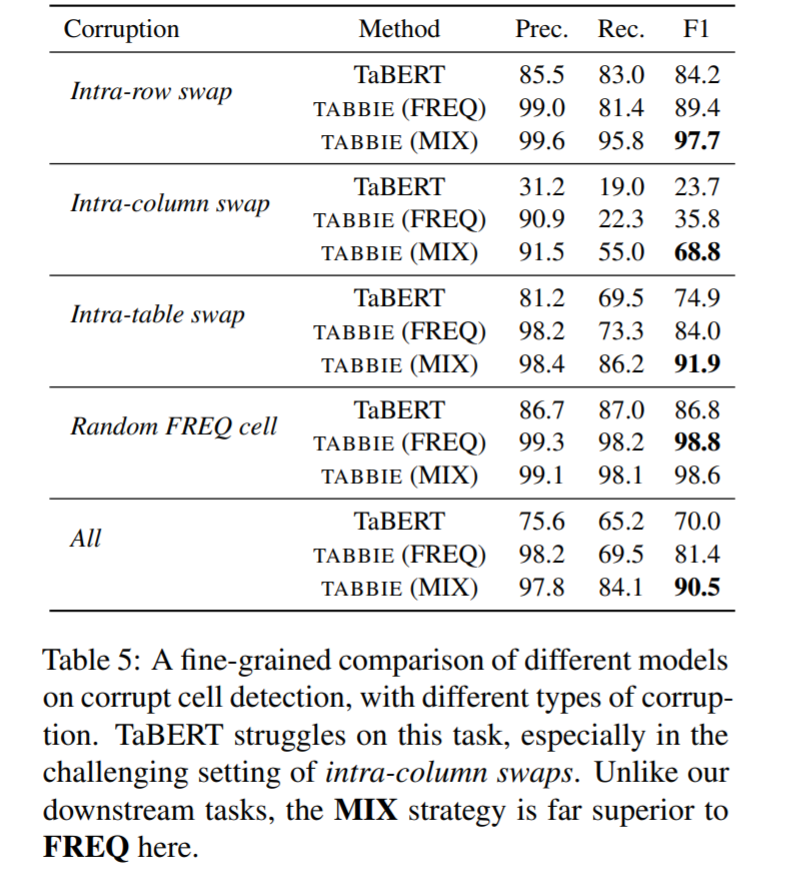 Corruption Method Prec. Rec. F1
Intra-row swap TaBERT 85.5 83.0 84.2
TABBIE (FREQ) 99.0 81.4 89.4
TABBIE (MIX) 99.6 95.8 97.7
Intra-column swap TaBERT 31.2 19.0 23.7
TABBIE (FREQ) 90.9 22.3 35.8
TABBIE (MIX) 91.5 55.0 68.8
Intra-table swap TaBERT 81.2 69.5 74.9
TABBIE (FREQ) 98.2 73.3 84.0
TABBIE (MIX) 98.4 86.2 91.9
Random FREQ cell TaBERT 86.7 87.0 86.8
TABBIE (FREQ) 99.3 98.2 98.8
TABBIE (MIX) 99.1 98.1 98.6
All TaBERT 75.6 65.2 70.0
TABBIE (FREQ) 98.2 69.5 81.4
TABBIE (MIX) 97.8 84.1 90.5
Table 5: A fine-grained comparison of different models
on corrupt cell detection, with different types of corrup-
tion. TaBERT struggles on this task, especially in the
challenging setting of intra-column swaps. Unlike our
downstream tasks, the MIX strategy is far superior to
FREQ here.